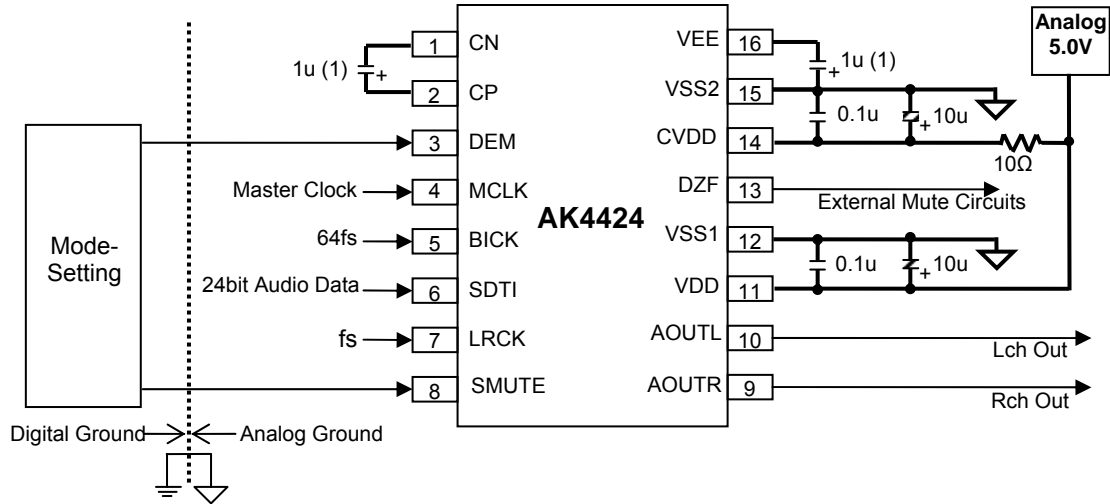 Analog
5.0V
1 CN
1u (1) +
2 CP
3 DEM
Master Clock 4 MCLK
64fs 5 BICK
24bit Audio Data 6 SDTI
fs 7 LRCK
8 SMUTE
Mode-
Setting
AK4424
VEE 16
1u (1) +
VSS2 15
0.1u + 10u
CVDD 14
10Ω
DZF 13
External Mute Circuits
VSS1 12
0.1u + 10u
VDD 11
AOUTL 10
Lch Out
AOUTR 9
Rch Out
Digital Ground Analog Ground